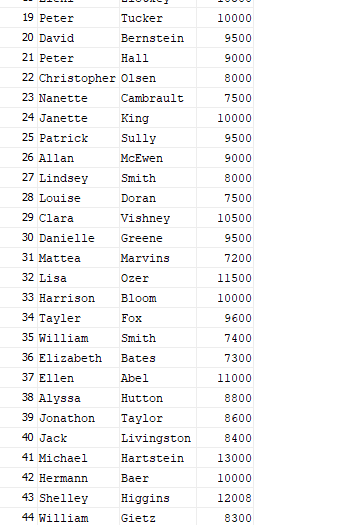 19 Peter Tucker 10000
20 David Bernstein 9500
21 Peter Hall 9000
22 Christopher Olsen 8000
23 Nanette Cambrault 7500
24 Janette King 10000
25 Patrick Sully 9500
26 Allan McEwen 9000
27 Lindsey Smith 8000
28 Louise Doran 7500
29 Clara Vishney 10500
30 Danielle Greene 9500
31 Mattea Marvins 7200
32 Lisa Ozer 11500
33 Harrison Bloom 10000
34 Tayler Fox 9600
35 William Smith 7400
36 Elizabeth Bates 7300
37 Ellen Abel 11000
38 Alyssa Hutton 8800
39 Jonathon Taylor 8600
40 Jack Livingston 8400
41 Michael Hartstein 13000
42 Hermann Baer 10000
43 Shelley Higgins 12008
44 William Gietz 8300